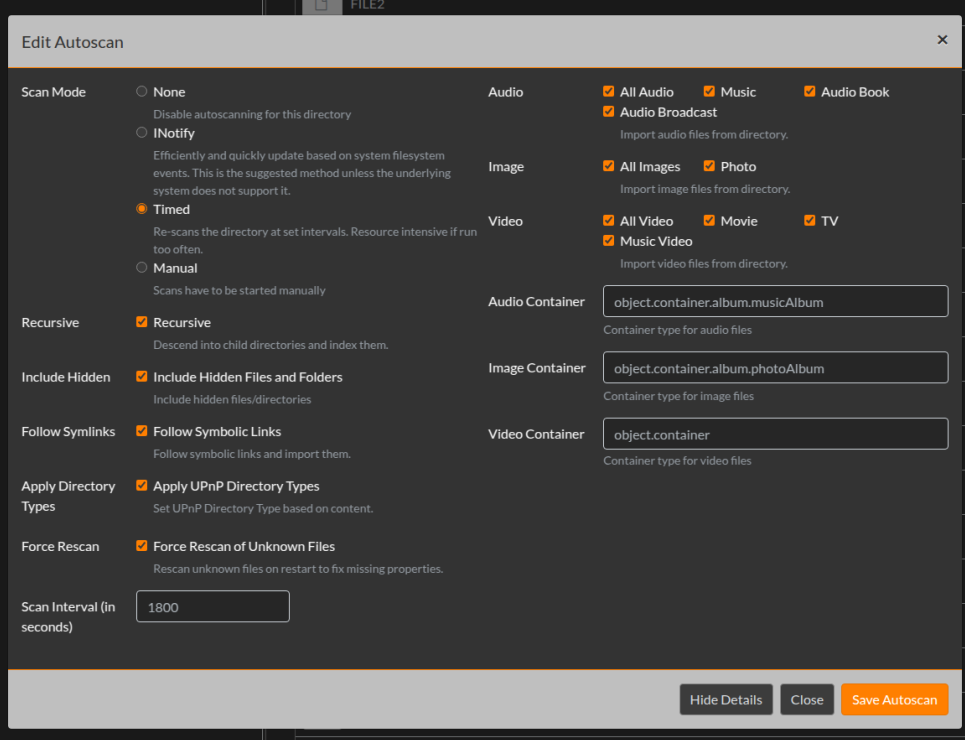 FILE2
Edit Autoscan
×
Scan Mode
None
Disable autoscanning for this directory
INotify
Efficiently and quickly update based on system filesystem
events. This is the suggested method unless the underlying
system does not support it.
Timed
Re-scans the directory at set intervals. Resource intensive if run
too often.
Manual
Scans have to be started manually
Recursive
Recursive
Descend into child directories and index them.
Include Hidden
Include Hidden Files and Folders
Include hidden files/directories
Follow Symlinks
Follow Symbolic Links
Follow symbolic links and import them.
Apply Directory
Types
Apply UPnP Directory Types
Set UPnP Directory Type based on content.
Force Rescan
Force Rescan of Unknown Files
Rescan unknown files on restart to fix missing properties.
Scan Interval (in
seconds)
1800
Audio
All Audio Music Audio Book
Audio Broadcast
Import audio files from directory.
Image
All Images Photo
Import image files from directory.
Video
All Video Movie TV
Music Video
Import video files from directory.
Audio Container
object.container.album.musicAlbum
Container type for audio files
Image Container
object.container.album.photoAlbum
Container type for image files
Video Container
object.container
Container type for video files
Hide Details Close Save Autoscan